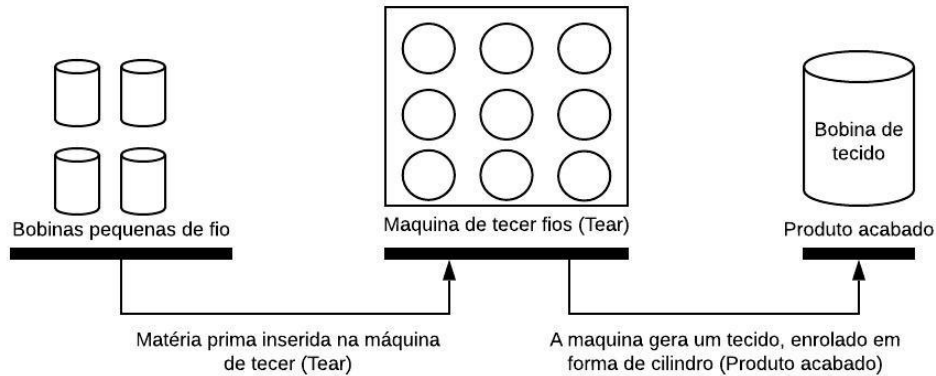 Bobinas pequenas de fio
Maquina de tecer fios (Tear)
Bobina de
tecido
Produto acabado
Matéria prima inserida na máquina
de tecer (Tear)
A maquina gera um tecido, enrolado em
forma de cilindro (Produto acabado)